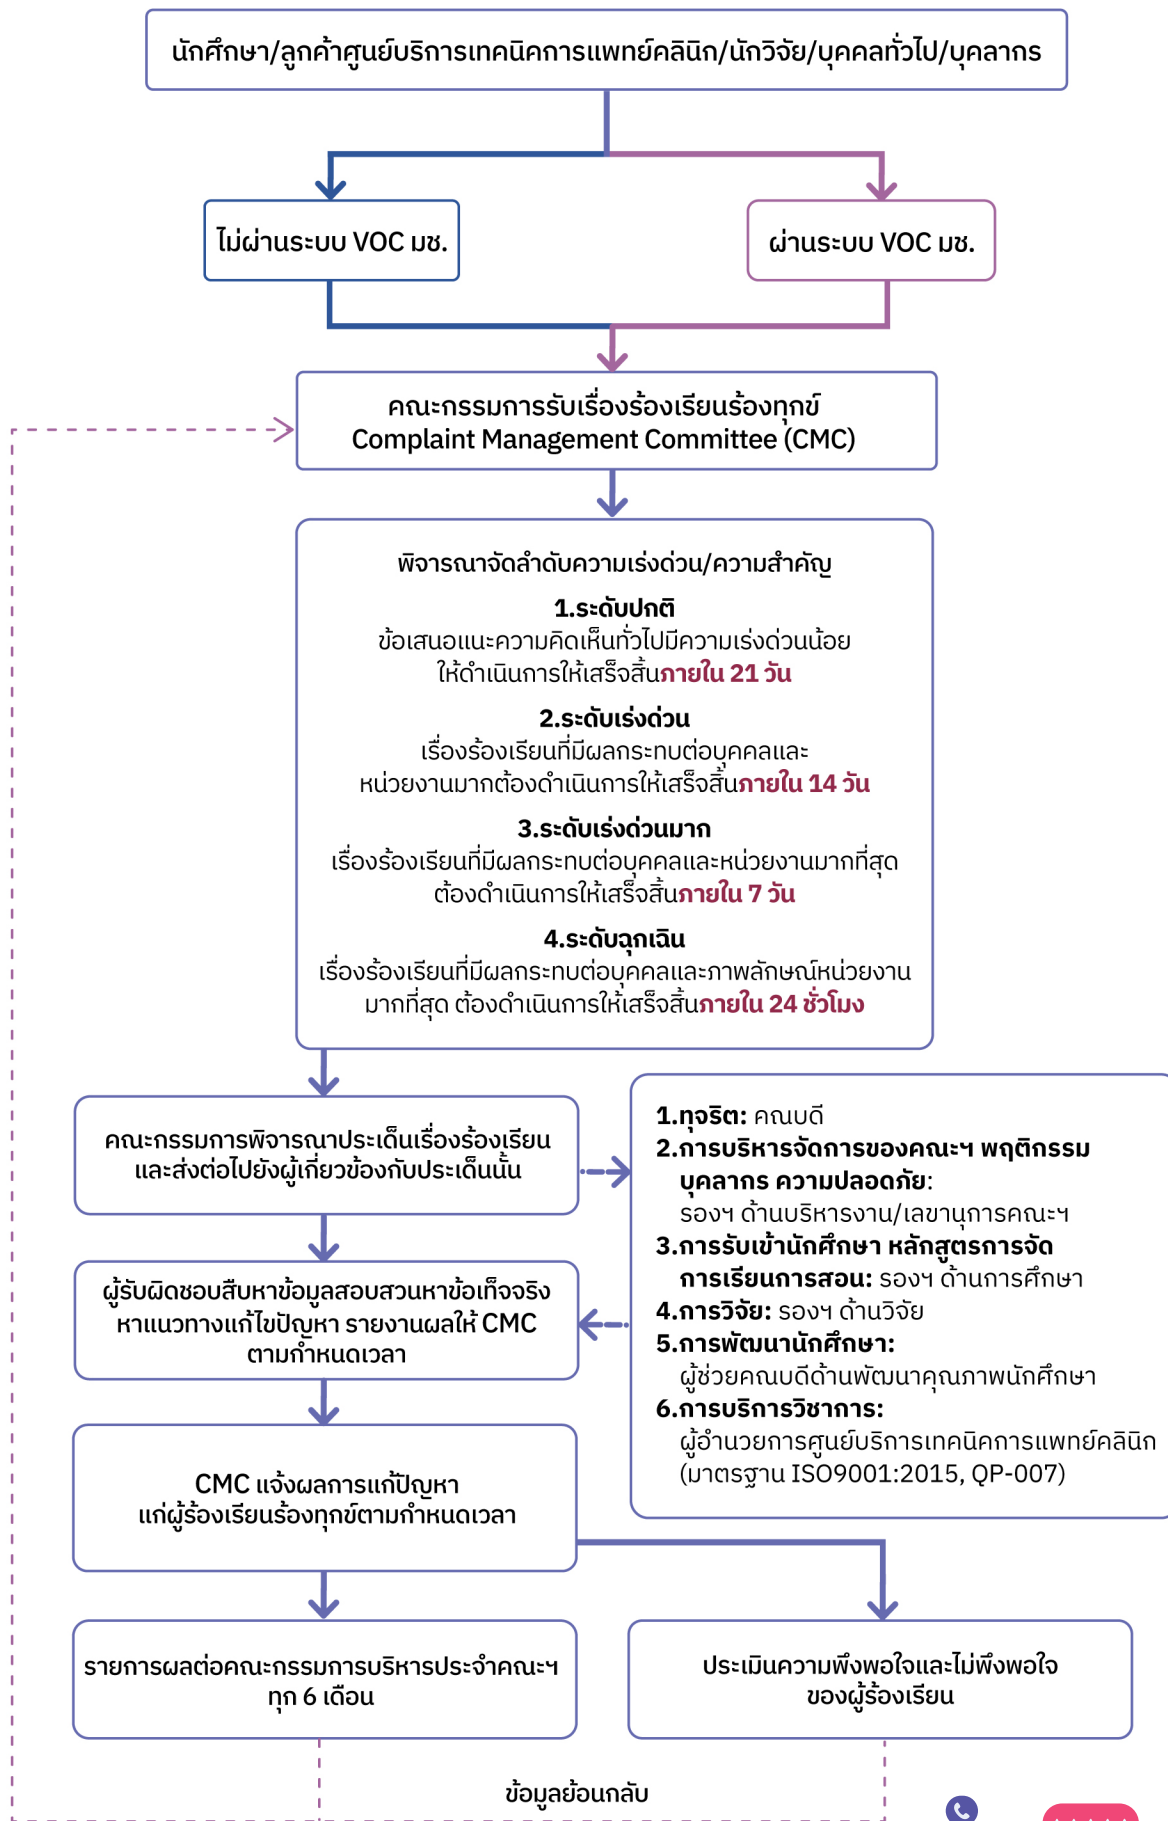 นักศึกษา/ลูกค้าศูนย์บริการเทคนิคการแพทย์คลินิก/นักวิจัย/บุคคลทั่วไป/บุคลากร
ไม่ผ่านระบบ VOC มช.
ผ่านระบบ VOC มช.
คณะกรรมการรับเรื่องร้องเรียนร้องทุกข์
Complaint Management Committee (CMC)
พิจารณาจัดลำดับความเร่งด่วน/ความสำคัญ
1.ระดับปกติ
ข้อเสนอแนะความคิดเห็นทั่วไปมีความเร่งด่วนน้อย
ให้ดำเนินการให้เสร็จสิ้นภายใน 21 วัน
2.ระดับเร่งด่วน
เรื่องร้องเรียนที่มีผลกระทบต่อบุคคลและ
หน่วยงานมากต้องดำเนินการให้เสร็จสิ้นภายใน 14 วัน
3.ระดับเร่งด่วนมาก
เรื่องร้องเรียนที่มีผลกระทบต่อบุคคลและหน่วยงานมากที่สุด
ต้องดำเนินการให้เสร็จสิ้นภายใน 7 วัน
4.ระดับฉุกเฉิน
เรื่องร้องเรียนที่มีผลกระทบต่อบุคคลและภาพลักษณ์หน่วยงาน
มากที่สุด ต้องดำเนินการให้เสร็จสิ้นภายใน 24 ชั่วโมง
คณะกรรมการพิจารณาประเด็นเรื่องร้องเรียน
และส่งต่อไปยังผู้เกี่ยวข้องกับประเด็นนั้น
1.ทุจริต: คณบดี
2.การบริหารจัดการของคณะฯ พฤติกรรม
บุคลากร ความปลอดภัย:
รองฯ ด้านบริหารงาน/เลขานุการคณะฯ
3.การรับเข้านักศึกษา หลักสูตรการจัด
การเรียนการสอน: รองฯ ด้านการศึกษา
4.การวิจัย: รองฯ ด้านวิจัย
5.การพัฒนานักศึกษา:
ผู้ช่วยคณบดีด้านพัฒนาคุณภาพนักศึกษา
6.การบริการวิชาการ:
ผู้อำนวยการศูนย์บริการเทคนิคการแพทย์คลินิก
(มาตรฐาน ISO9001:2015, QP-007)
ผู้รับผิดชอบสืบหาข้อมูลสอบสวนหาข้อเท็จจริง
หาแนวทางแก้ไขปัญหา รายงานผลให้ CMC
ตามกำหนดเวลา
CMC แจ้งผลการแก้ปัญหา
แก่ผู้ร้องเรียนร้องทุกข์ตามกำหนดเวลา
รายการผลต่อคณะกรรมการบริหารประจำคณะฯ
ทุก 6 เดือน
ประเมินความพึงพอใจและไม่พึงพอใจ
ของผู้ร้องเรียน
ข้อมูลย้อนกลับ